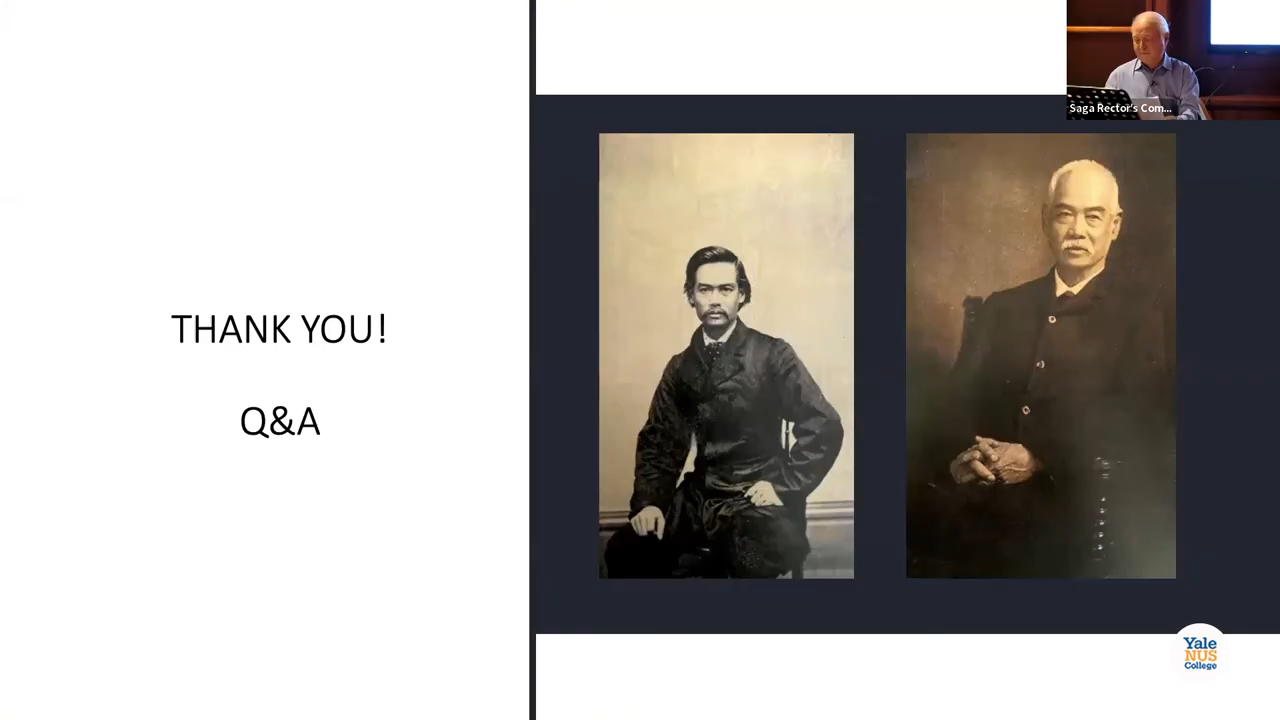 THANK YOU!
Q&A
Saga Rector's Com...
Yale
NUS
College